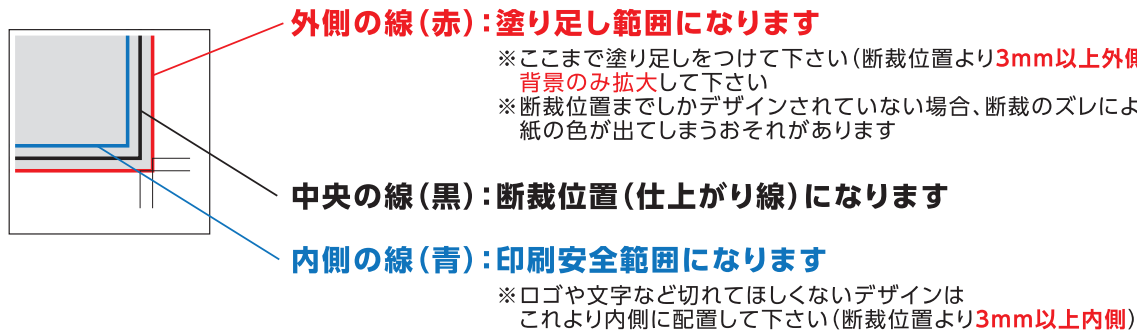 外側の線（赤）：塗り足し範囲になります
※ここまで塗り足しをつけて下さい（断裁位置より3mm以上外側
背景のみ拡大して下さい
※断裁位置までしかデザインされていない場合、断裁のズレによ
紙の色が出てしまうおそれがあります
中央の線（黒）：断裁位置（仕上がり線）になります
内側の線（青）：印刷安全範囲になります
※ロゴや文字など切れてほしくないデザインは
これより内側に配置して下さい（断裁位置より3mm以上内側）